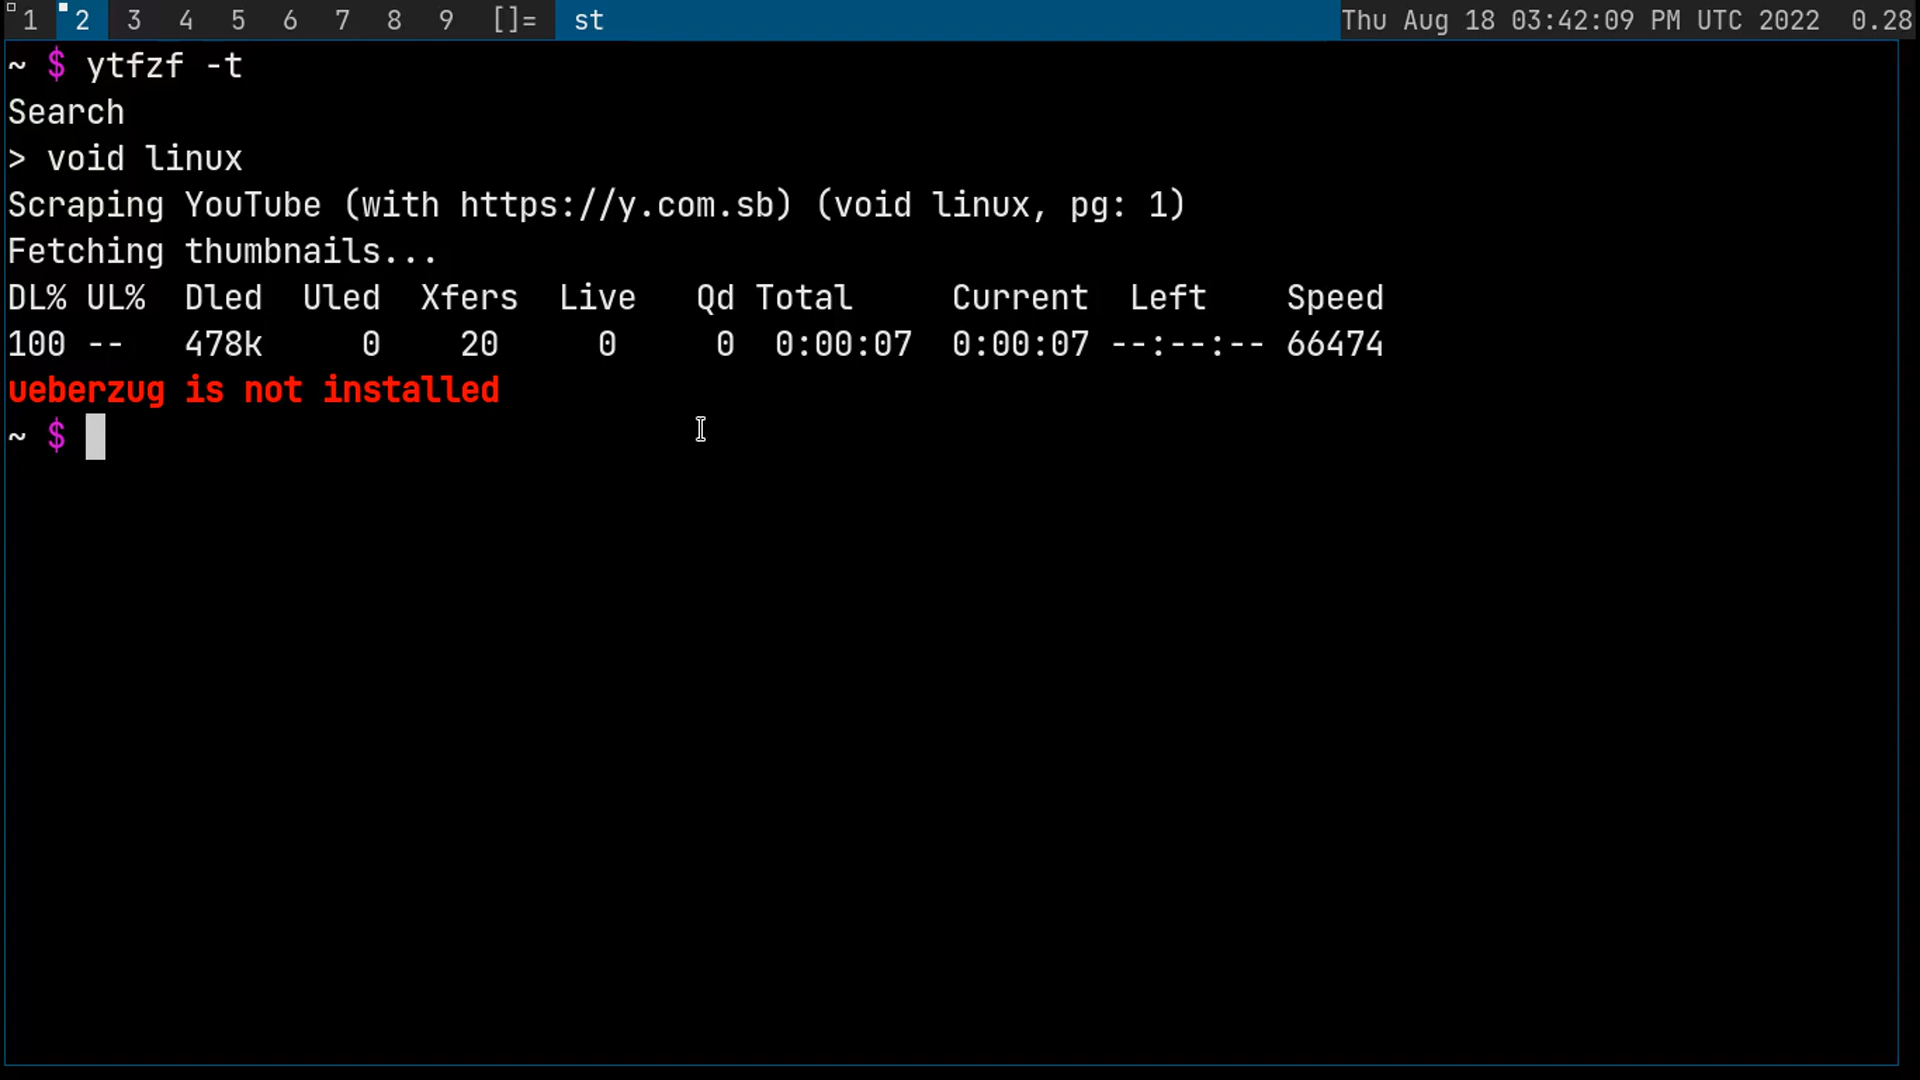 1 2 3 4 5 6 7 8 9 []= st Thu Aug 18 03:42:09 PM UTC 2022 0.28
~ $ ytfzf -t
Search
> void linux
Scraping YouTube (with https://y.com.sb) (void linux, pg: 1)
Fetching thumbnails...
DL% UL% Dled Uled Xfers Live Qd Total Current Left Speed
100 -- 478k 0 20 0 0 0:00:07 0:00:07 --:--:-- 66474
ueberzug is not installed
~ $